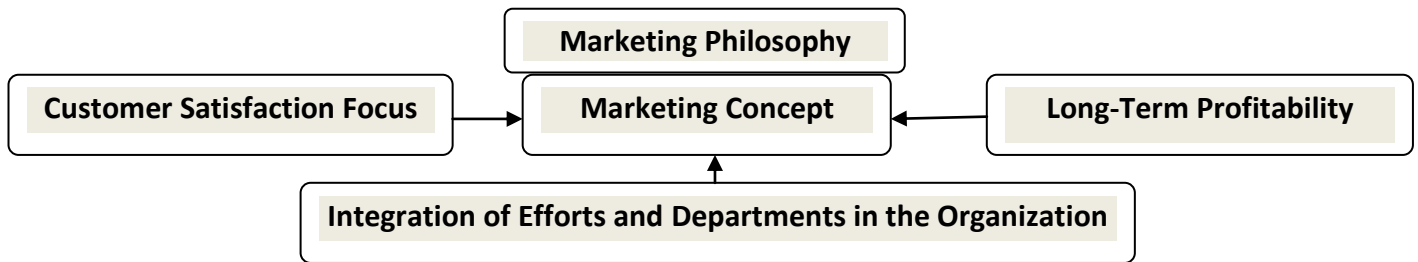 Marketing Philosophy
Customer Satisfaction Focus
Marketing Concept
Long-Term Profitability
Integration of Efforts and Departments in the Organization